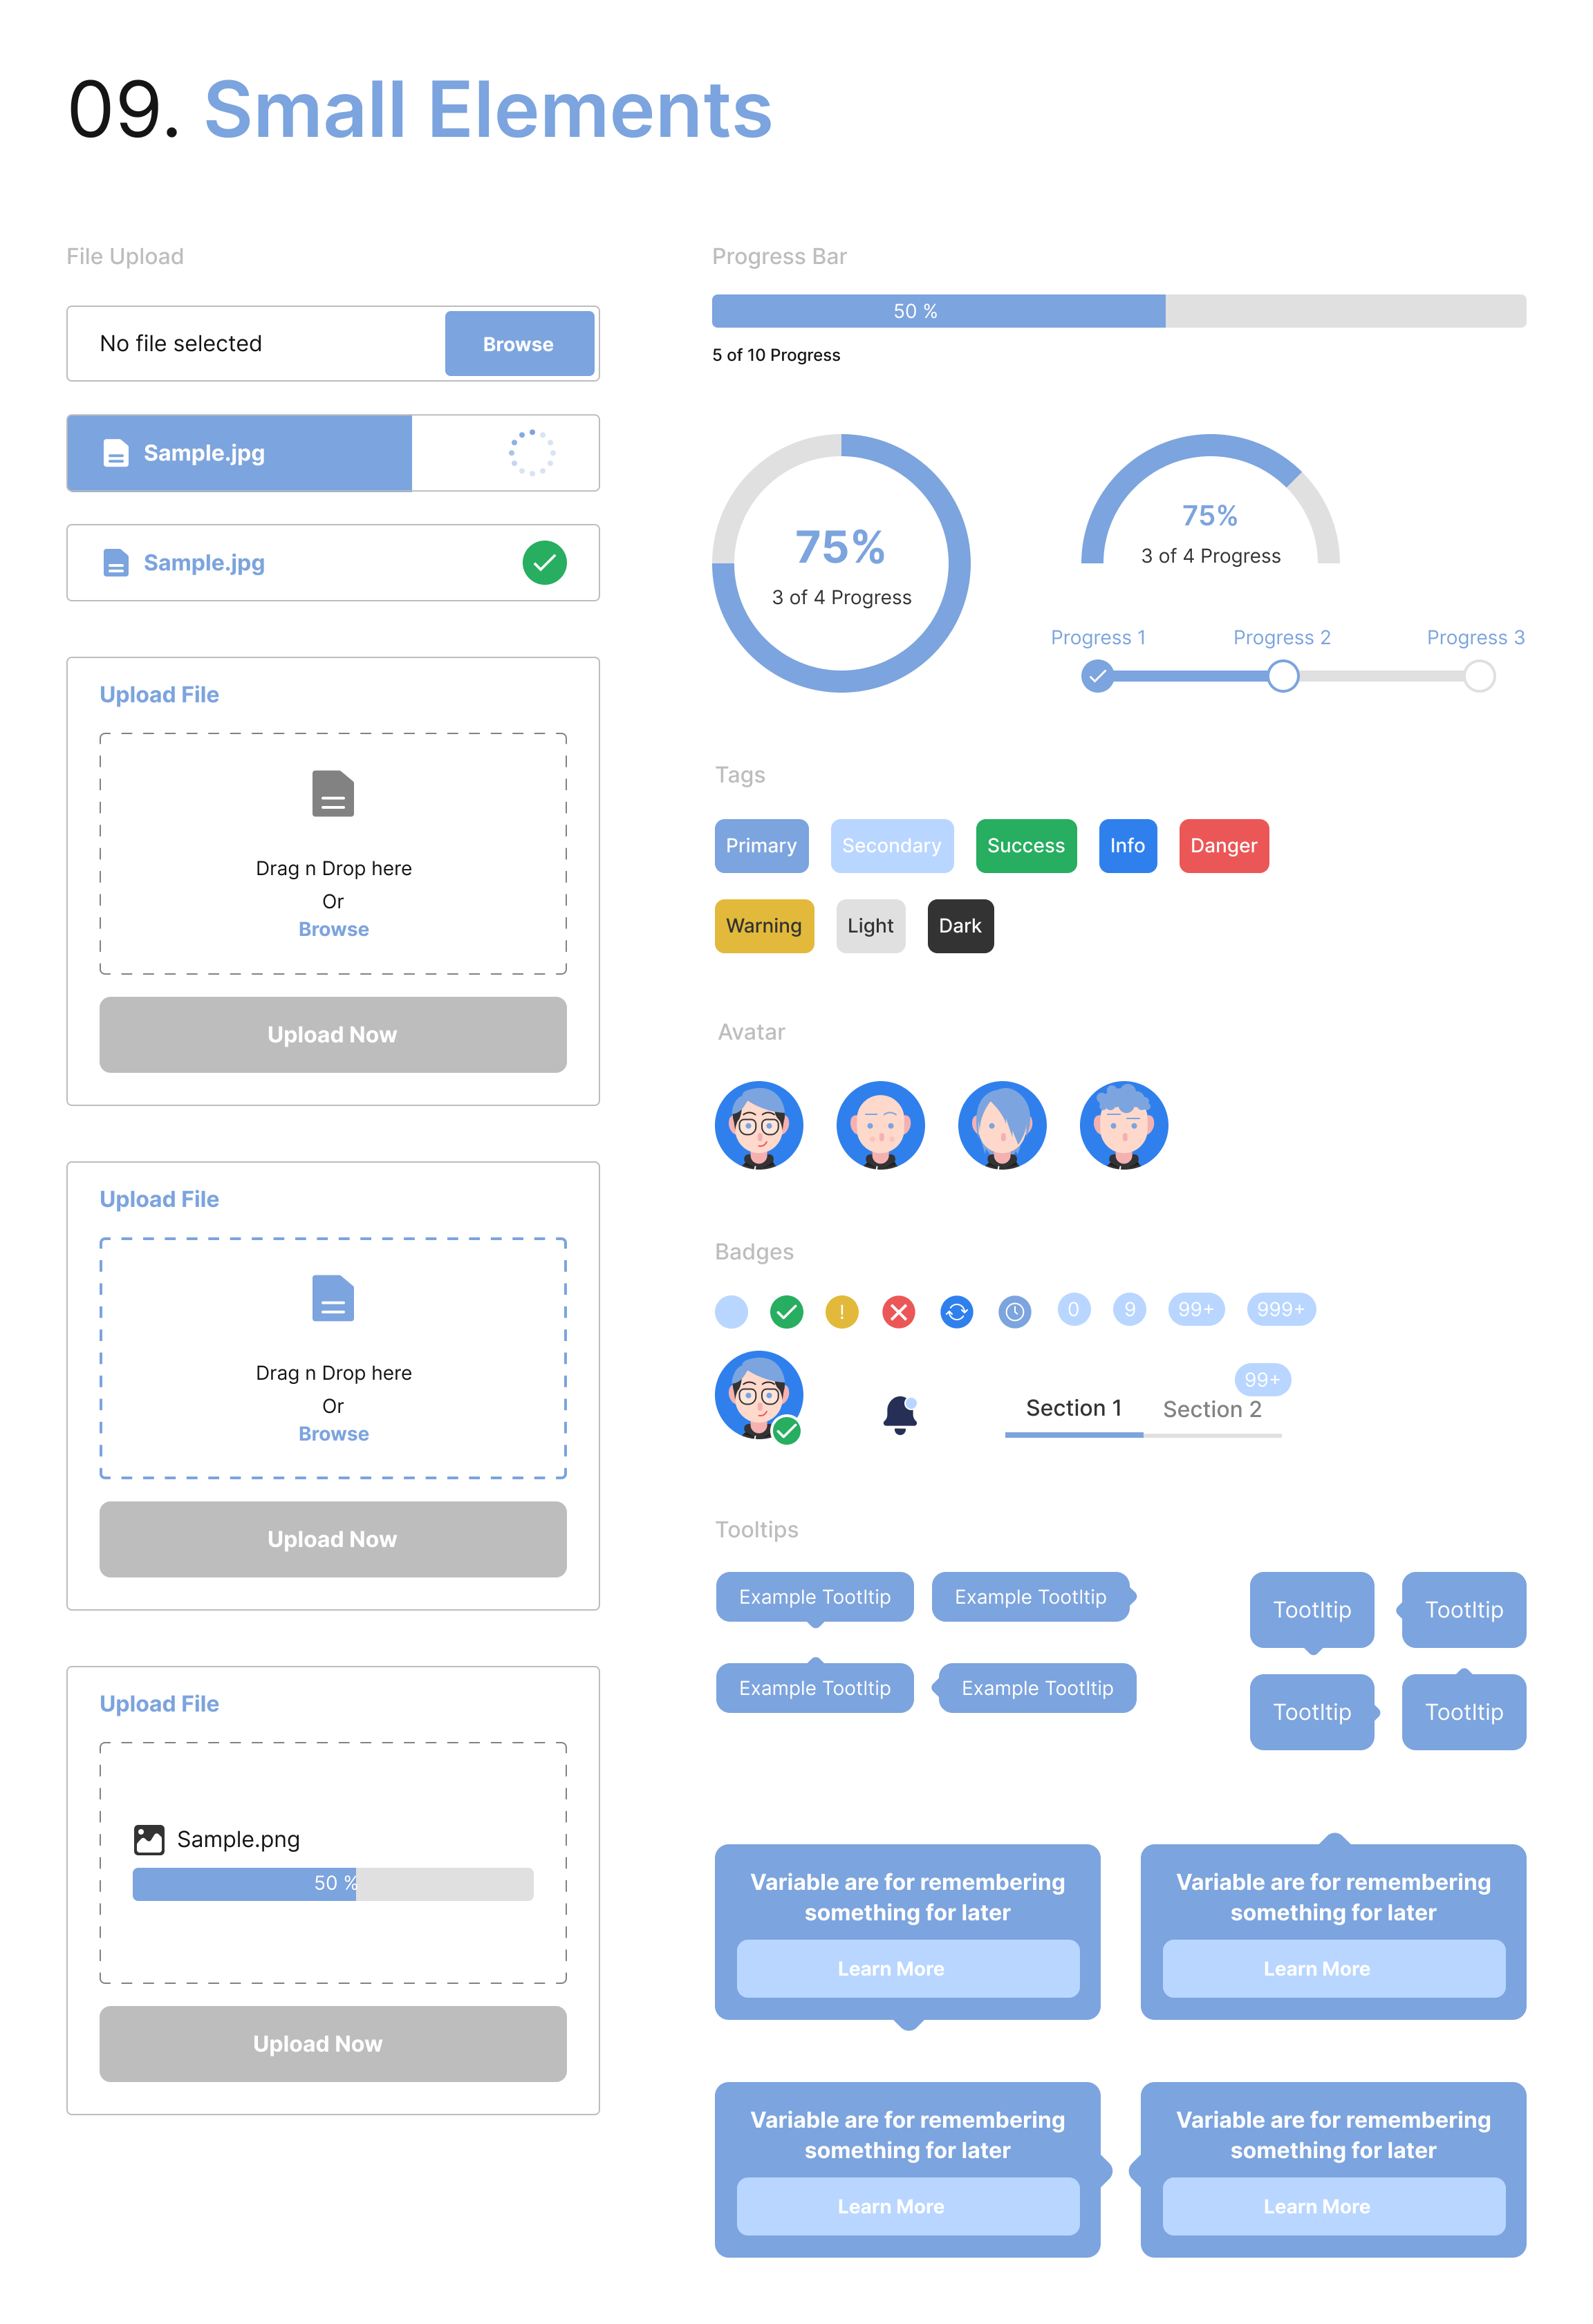 09. Small Elements
File Upload
No file selected
Browse
Sample.jpg
Sample.jpg
Upload File
Drag n Drop here
Or
Browse
Upload Now
Upload File
Drag n Drop here
Or
Browse
Upload Now
Upload File
Sample.png
50 %
Upload Now
Progress Bar
50 %
5 of 10 Progress
75%
3 of 4 Progress
75%
3 of 4 Progress
Progress 1
Progress 2
Progress 3
Tags
Primary
Secondary
Success
Info
Danger
Warning
Light
Dark
Avatar
Badges
!
0
9
99+
999+
99+
Section 1
Section 2
Tooltips
Example Tootltip
Example Tootltip
Example Tootltip
Example Tootltip
Tootltip
Tootltip
Tootltip
Tootltip
Variable are for remembering
something for later
Learn More
Variable are for remembering
something for later
Learn More
Variable are for remembering
something for later
Learn More
Variable are for remembering
something for later
Learn More